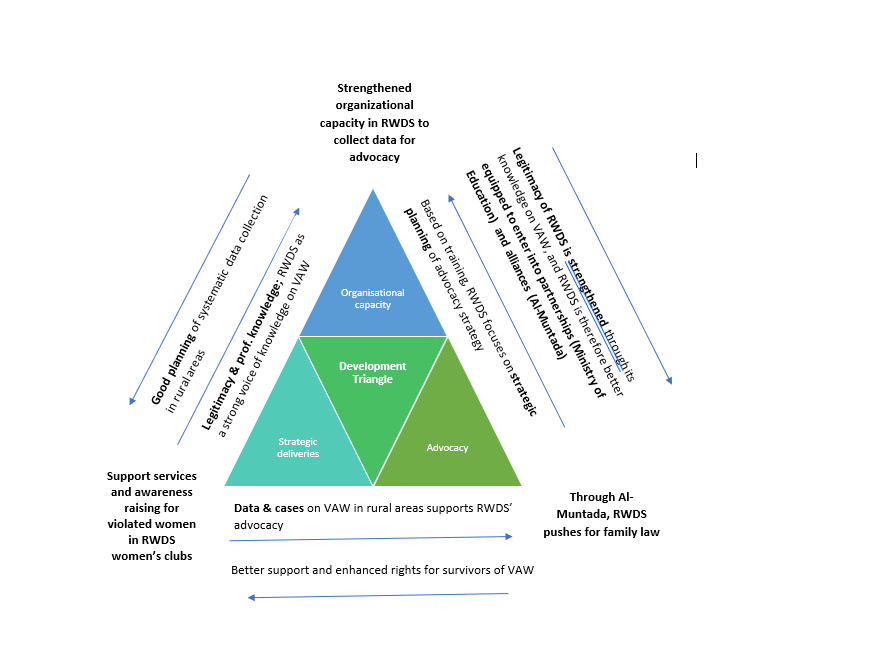 Strengthened
organizational
capacity in RWDS to
collect data for
advocacy
Good planning of systematic data collection
in rural areas
Legitimacy & prof. knowledge; RWDS as
a strong voice of knowledge on VAW
Based on training, RWDS focuses on strategic
planning of advocacy strategy
Legitimacy of RWDS is strengthened through its
knowledge on VAW, and RWDS is therefore better
equipped to enter into partnerships (Ministry of
Education) and alliances (Al-Muntada)
Organisational
capacity
Development
Triangle
Strategic
deliveries
Advocacy
Support services
and awareness
raising for
violated women
in RWDS
women’s clubs
Data & cases on VAW in rural areas supports RWDS’
advocacy
Better support and enhanced rights for survivors of VAW
Through Al-
Muntada, RWDS
pushes for family law